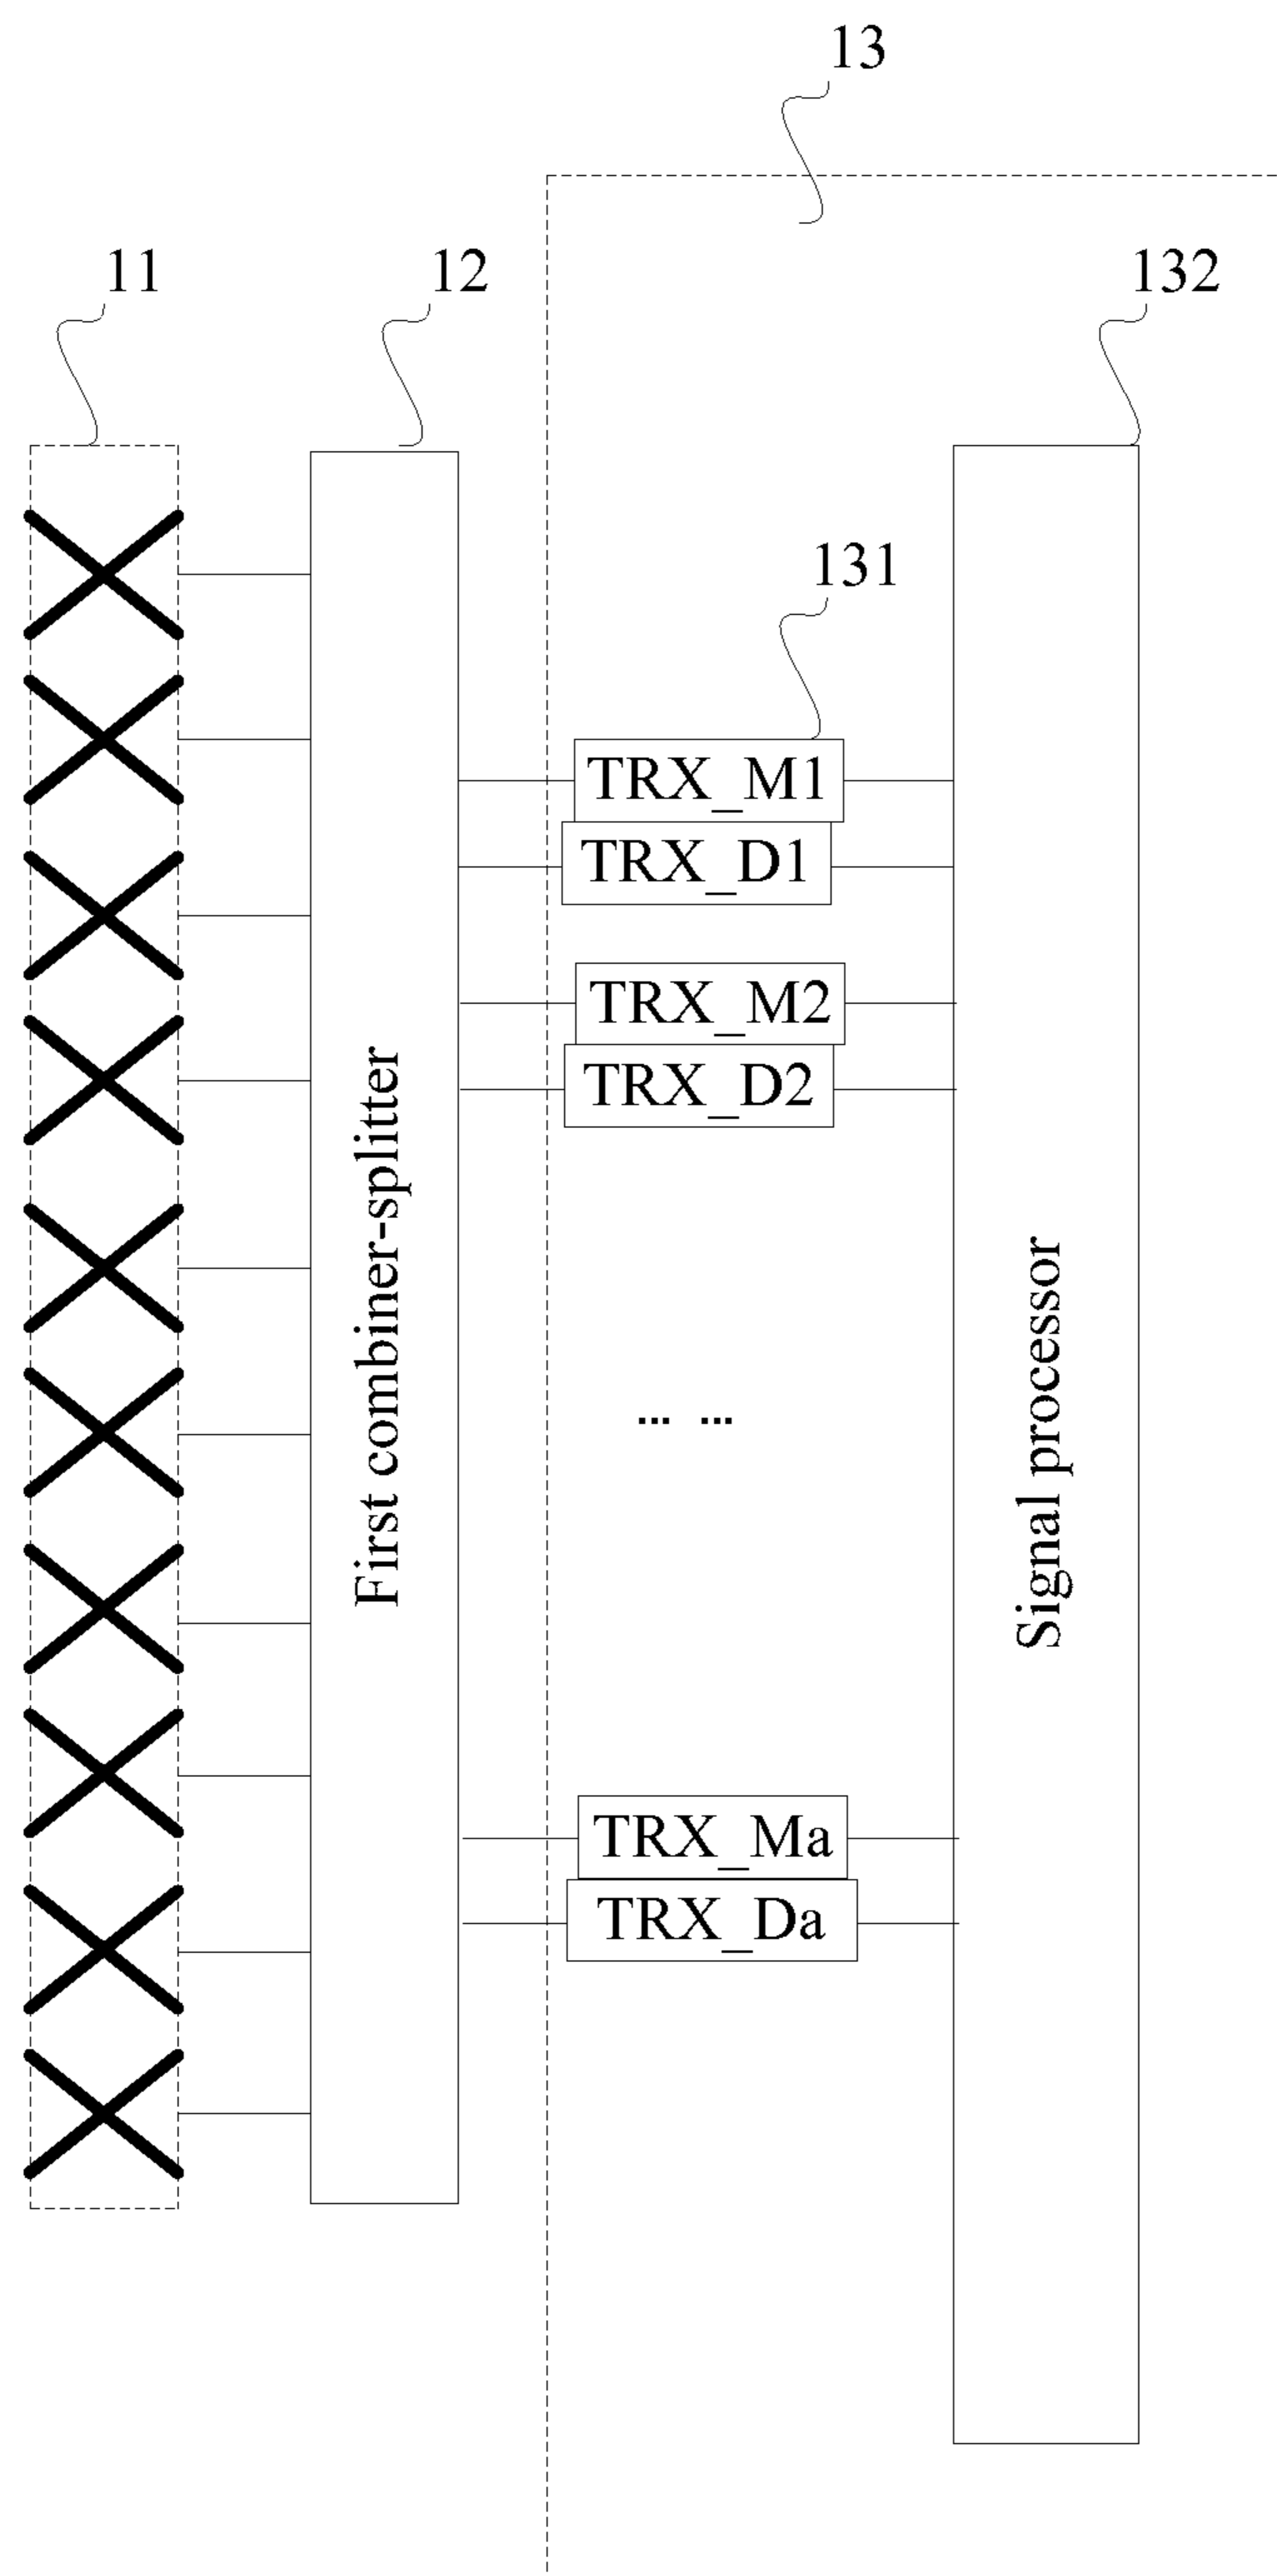 13
11
12
132
131
TRX_M1
TRX_D1
TRX_M2
TRX_D2
First combiner-splitter
Signal processor
... ...
TRX_Ma
TRX_Da